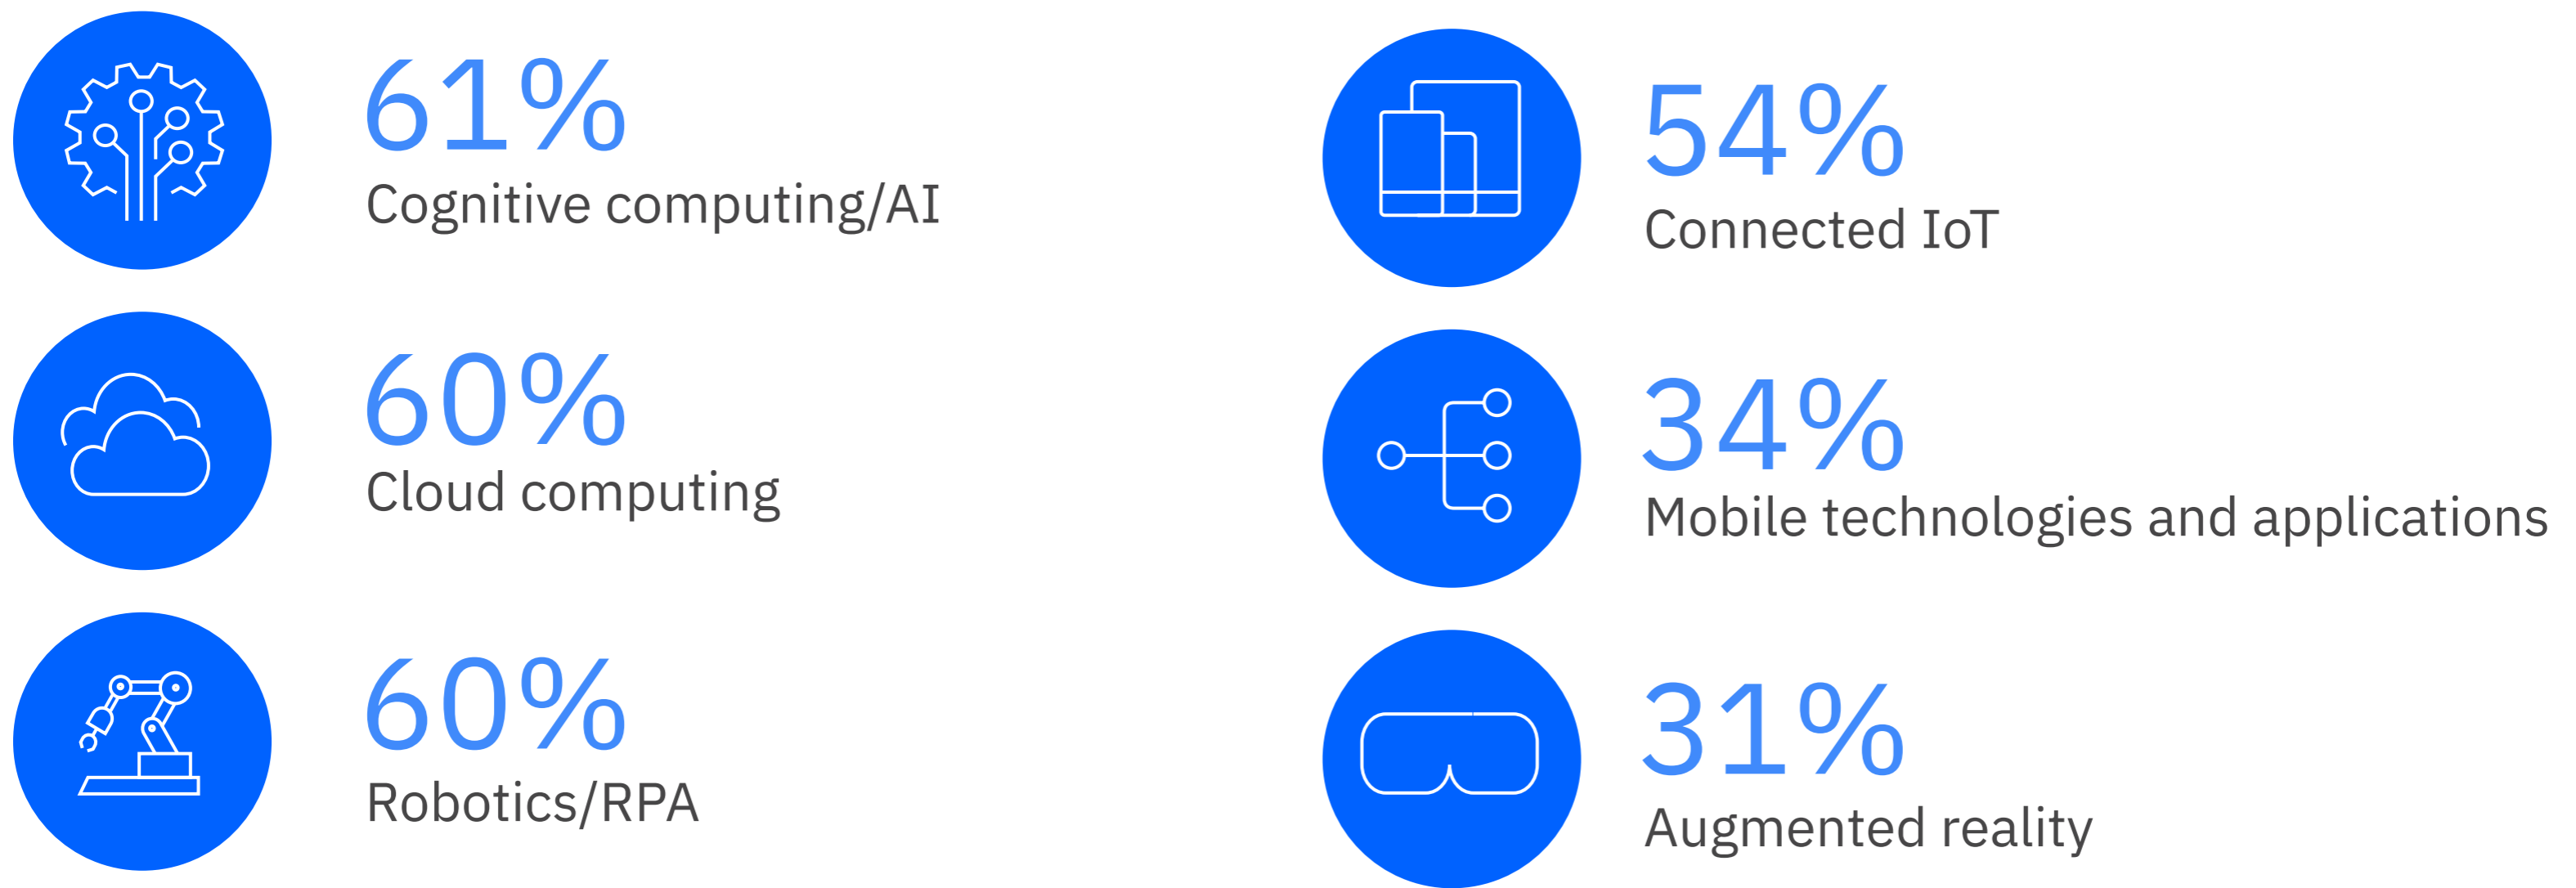 61%
Cognitive computing/AI
60%
Cloud computing
60%
Robotics/RPA
54%
Connected IoT
34%
Mobile technologies and applications
31%
Augmented reality